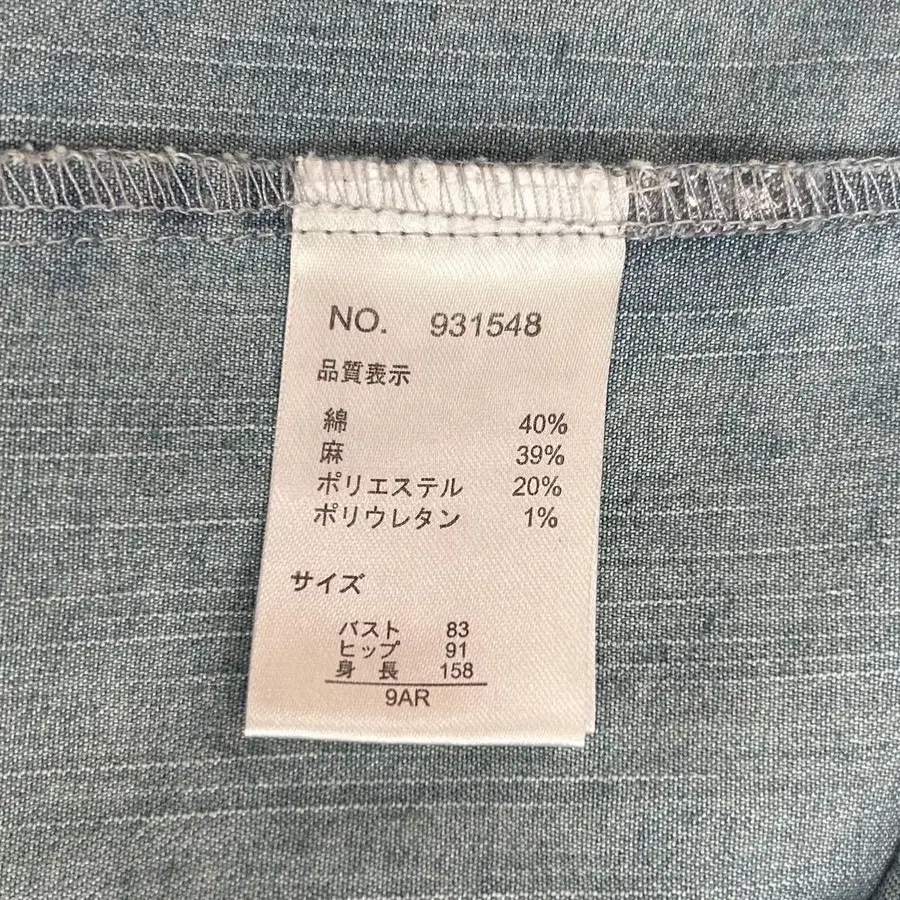 NO. 931548
品質表示
綿 40%
麻 39%
ポリエステル 20%
ポリウレタン 1%
サイズ
バスト 83
ヒップ 91
身 長 158
9AR